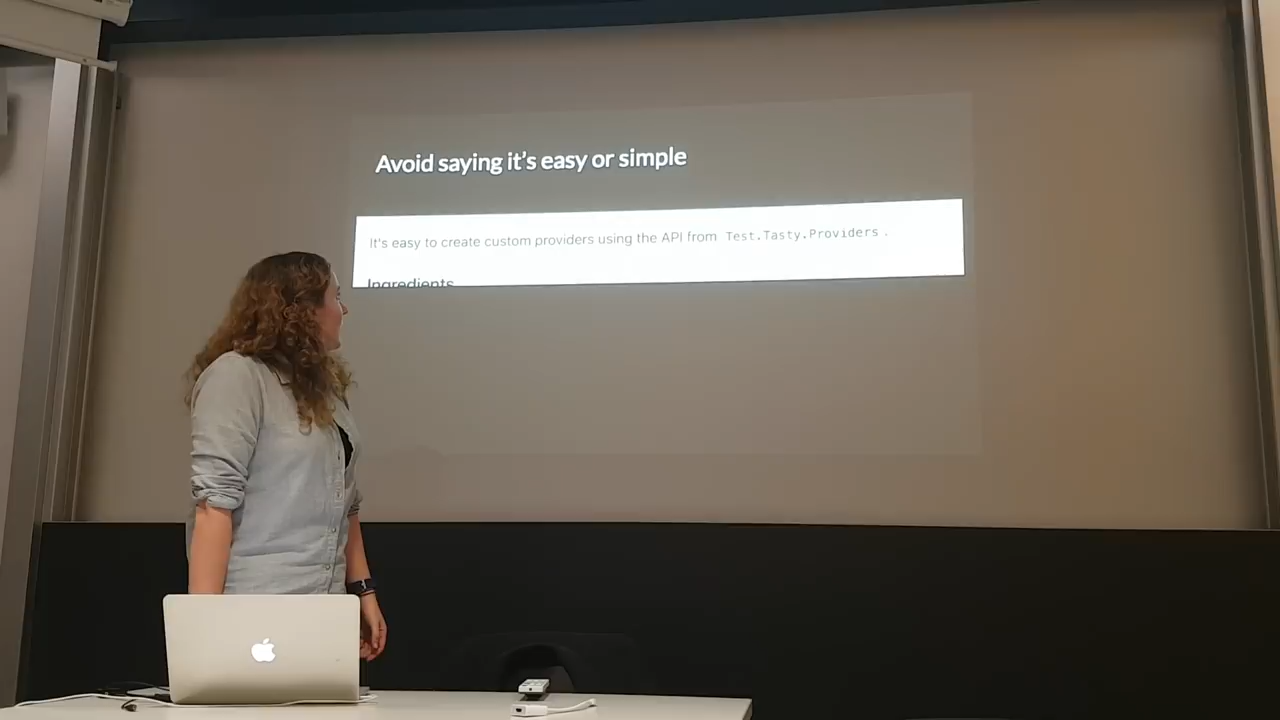 Avoid saying it's easy or simple
It's easy to create custom providers using the API from Test.Tasty.Providers .
Ingredients